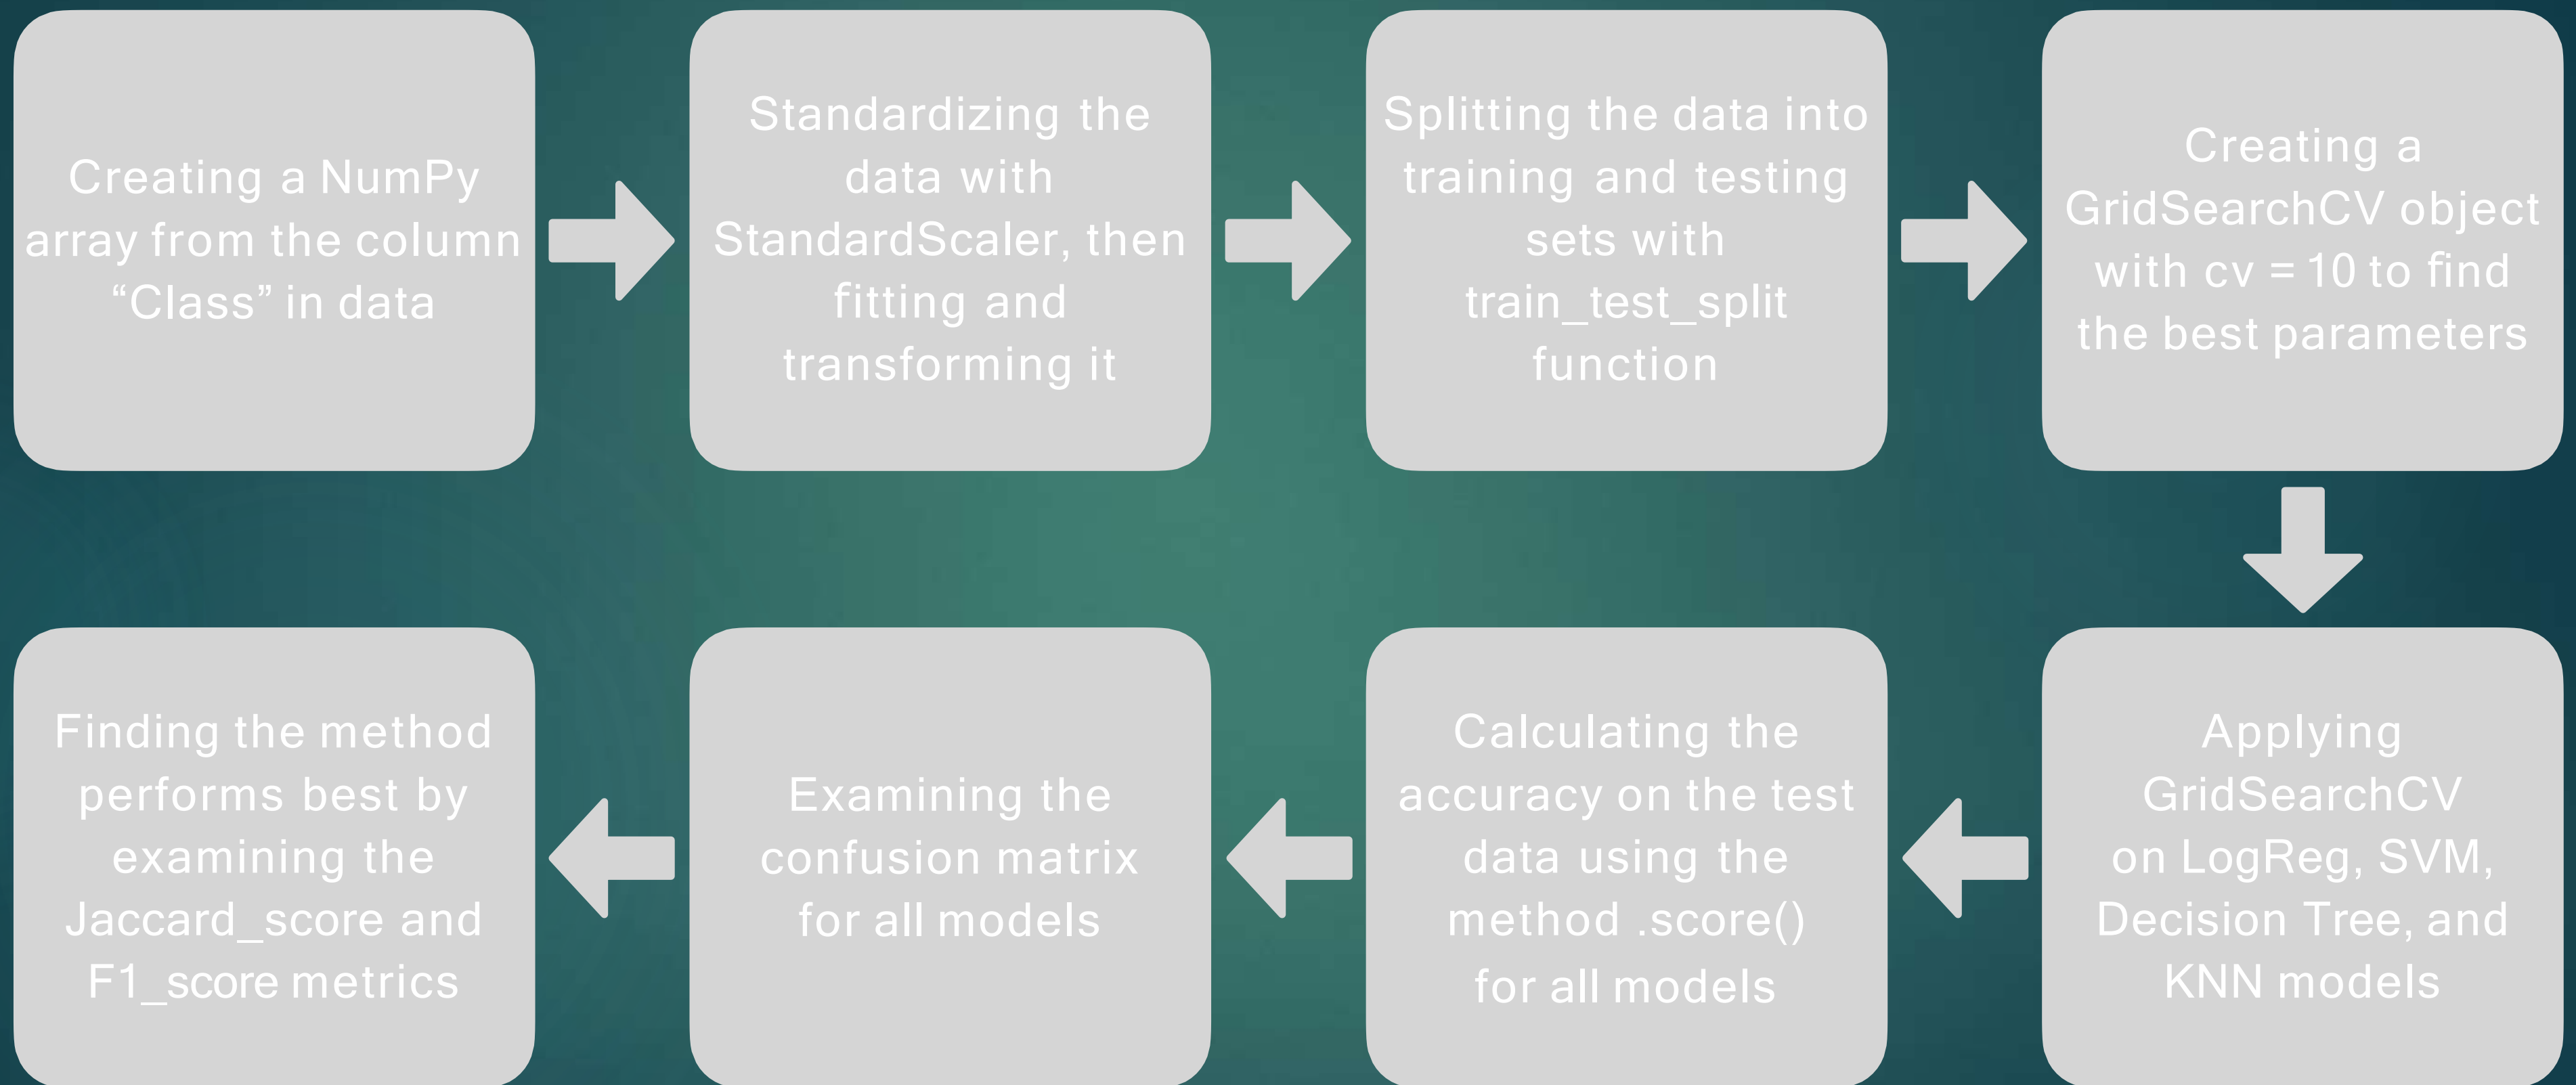 Creating a NumPy
array from the column
“Class” in data
Standardizing the
data with
StandardScaler, then
fitting and
transforming it
Splitting the data into
training and testing
sets with
train_test_split
function
Creating a
GridSearchCV object
with cv = 10 to find
the best parameters
Applying
GridSearchCV
on LogReg, SVM,
Decision Tree, and
KNN models
Calculating the
accuracy on the test
data using the
method .score()
for all models
Examining the
confusion matrix
for all models
Finding the method
performs best by
examining the
Jaccard_score and
F1_score metrics